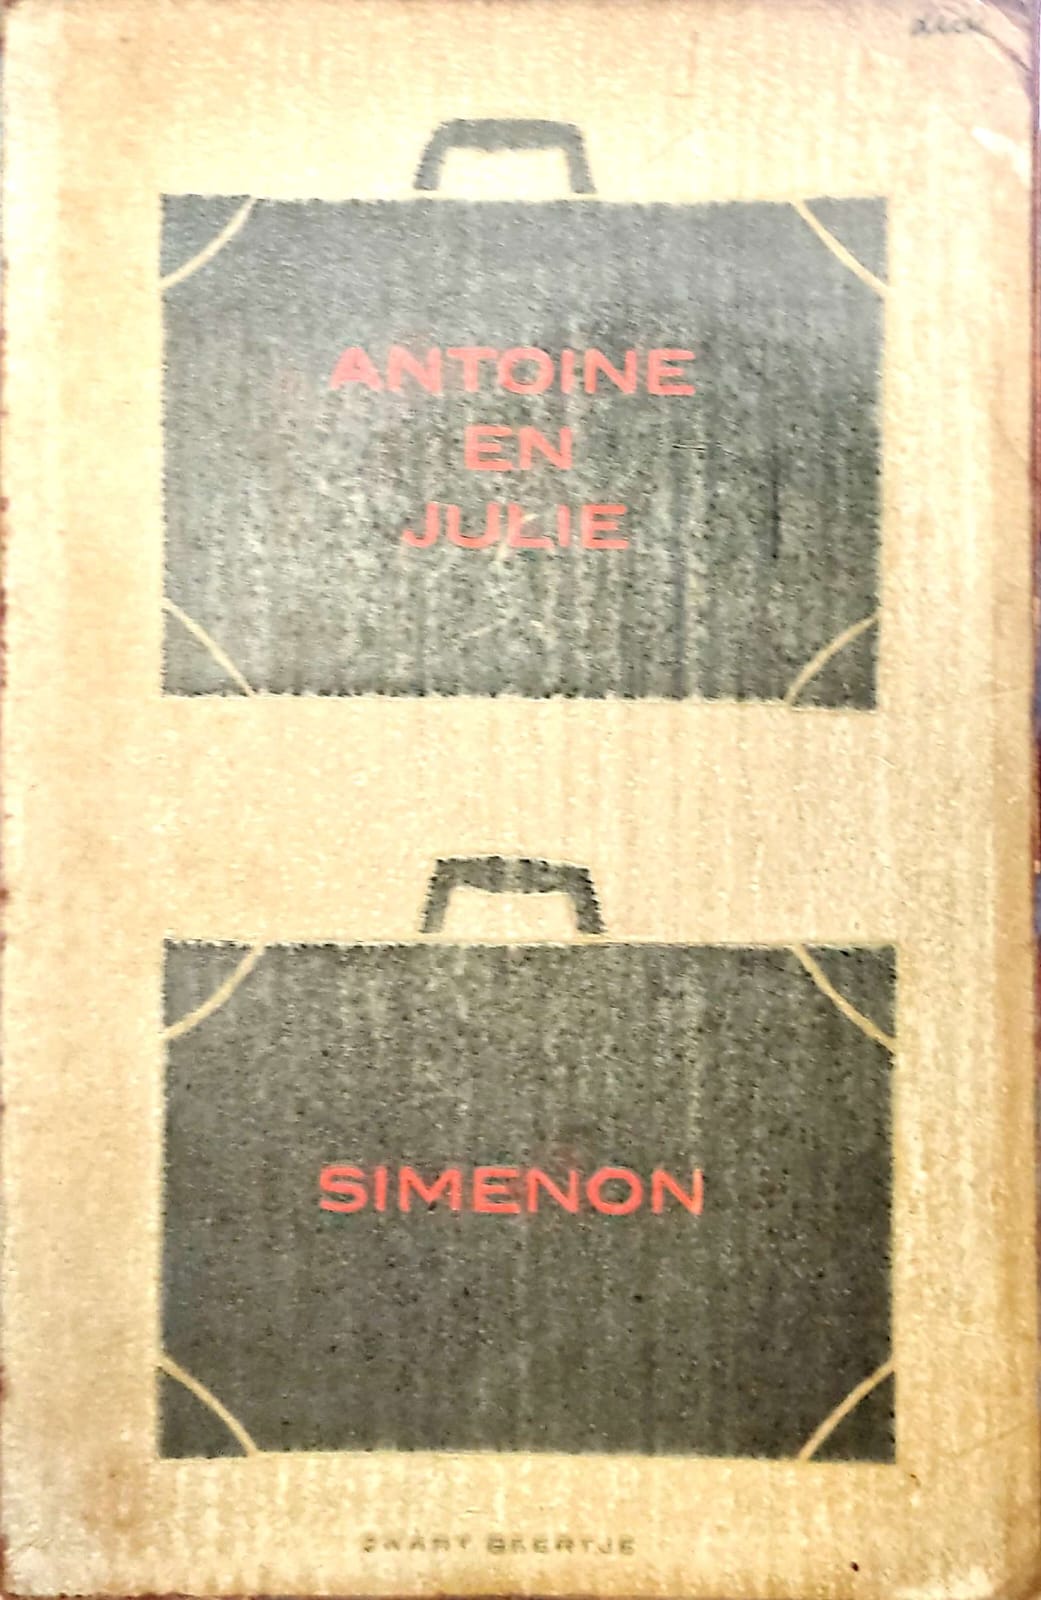 ANTOINE
EN
JULIE
SIMENON
ZWART BEERTJE